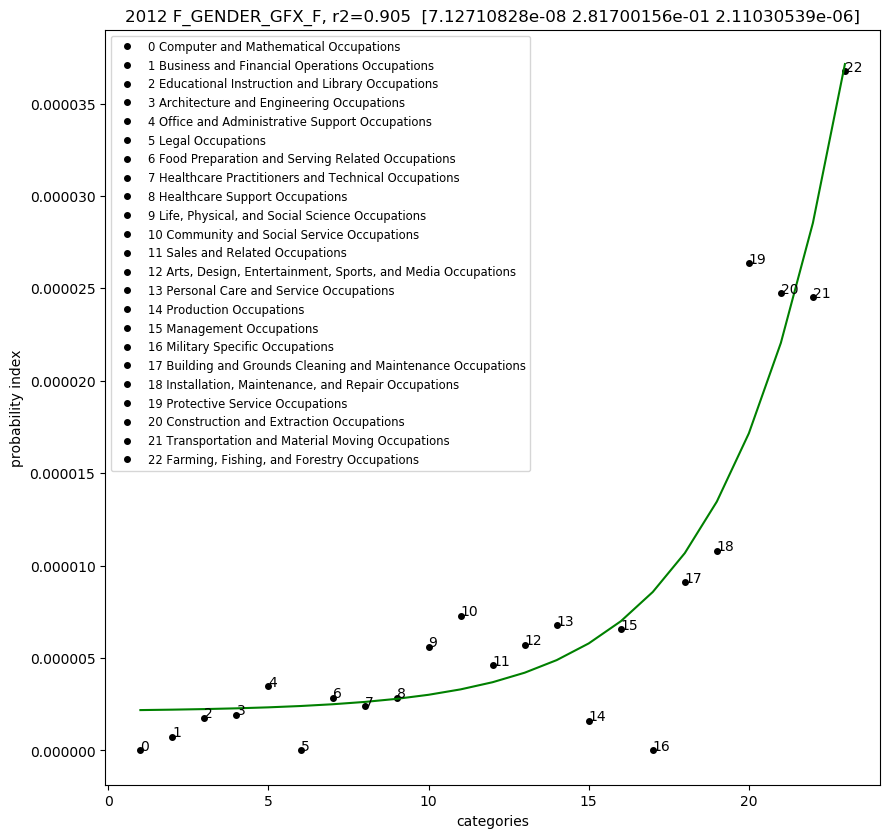 2012 F_GENDER_GFX_F, r2=0.905 [7.12710828e-08 2.81700156e-01 2.11030539e-06]
0 Computer and Mathematical Occupations
1 Business and Financial Operations Occupations
2 Educational Instruction and Library Occupations
3 Architecture and Engineering Occupations
4 Office and Administrative Support Occupations
5 Legal Occupations
6 Food Preparation and Serving Related Occupations
7 Healthcare Practitioners and Technical Occupations
8 Healthcare Support Occupations
9 Life, Physical, and Social Science Occupations
10 Community and Social Service Occupations
11 Sales and Related Occupations
12 Arts, Design, Entertainment, Sports, and Media Occupations
13 Personal Care and Service Occupations
14 Production Occupations
15 Management Occupations
16 Military Specific Occupations
17 Building and Grounds Cleaning and Maintenance Occupations
18 Installation, Maintenance, and Repair Occupations
19 Protective Service Occupations
20 Construction and Extraction Occupations
21 Transportation and Material Moving Occupations
22 Farming, Fishing, and Forestry Occupations
probability index
0.000035
0.000030
0.000025
0.000020
0.000015
0.000010
0.000005
0.000000
0
1
2
3
4
5
6
7
8
9
10
11
12
13
14
15
16
17
18
19
20
21
22
0 5 10 15 20
categories